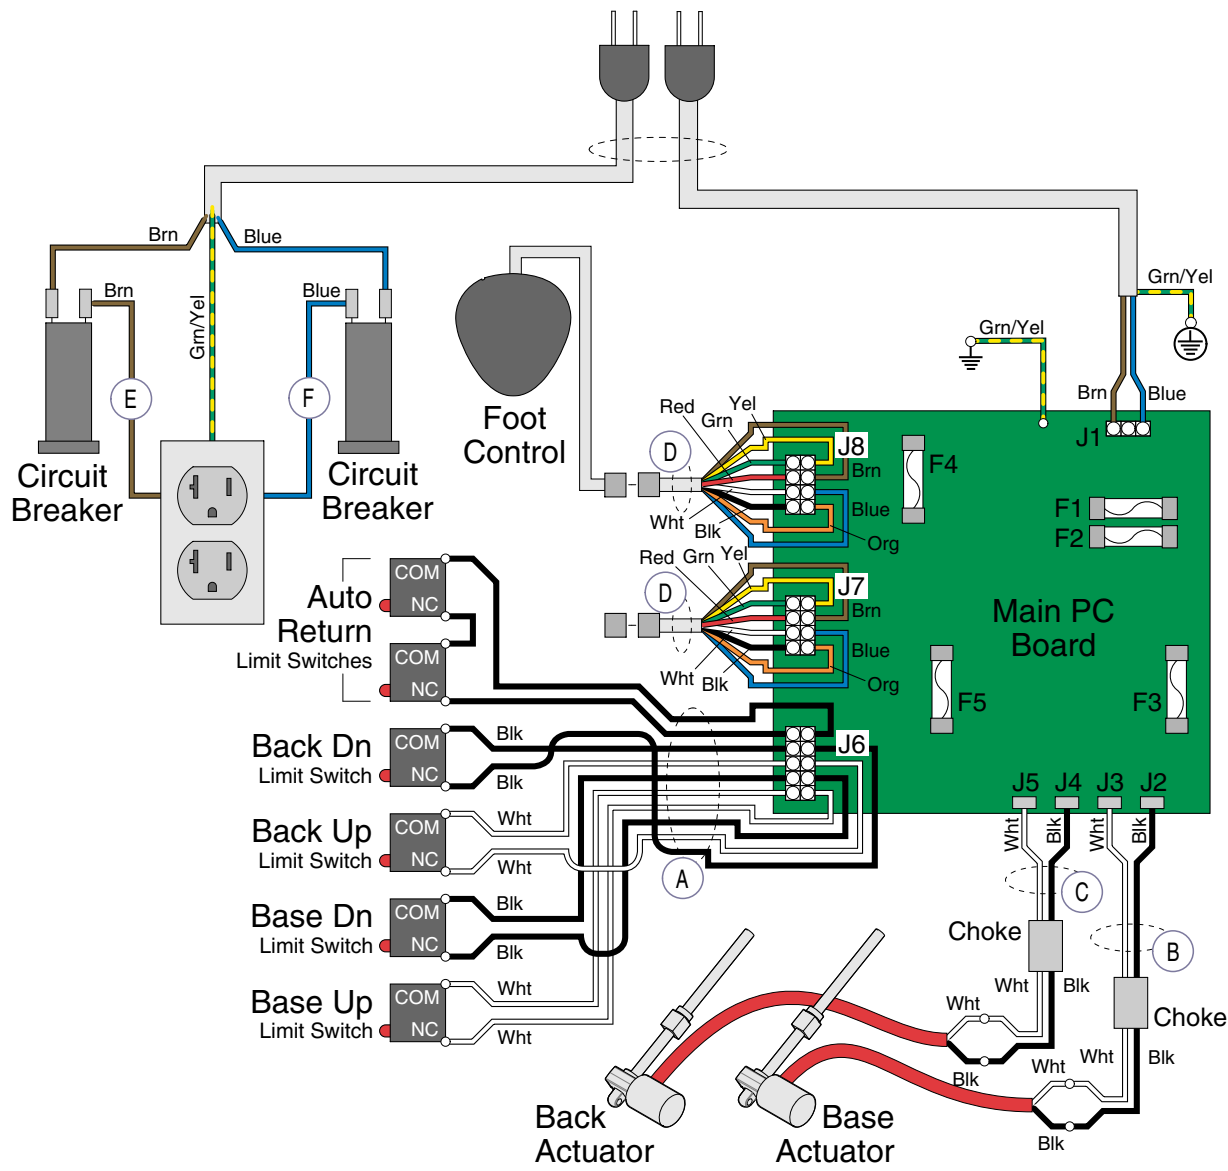 Brn
Blue
Grn/Yel
Brn
Blue
Grn/Yel
Grn/Yel
E
F
Brn
Blue
Circuit
Breaker
Circuit
Breaker
Foot
Control
Red
Grn
Yel
D
J8
Brn
Wht
Blk
Blue
Org
J1
F4
F1
F2
Red
Grn
Yel
D
J7
Brn
Wht
Blk
Blue
Org
Main PC
Board
F5
F3
Auto
Return
Limit Switches
COM
NC
COM
NC
J6
Back Dn
Limit Switch
COM
NC
Blk
Blk
Back Up
Limit Switch
COM
NC
Wht
Wht
A
Base Dn
Limit Switch
COM
NC
Blk
Blk
Base Up
Limit Switch
COM
NC
Wht
Wht
J5
J4
J3
J2
Wht
Blk
Wht
Blk
C
B
Choke
Wht
Wht
Blk
Choke
Blk
Wht
Wht
Blk
Blk
Back
Actuator
Base
Actuator